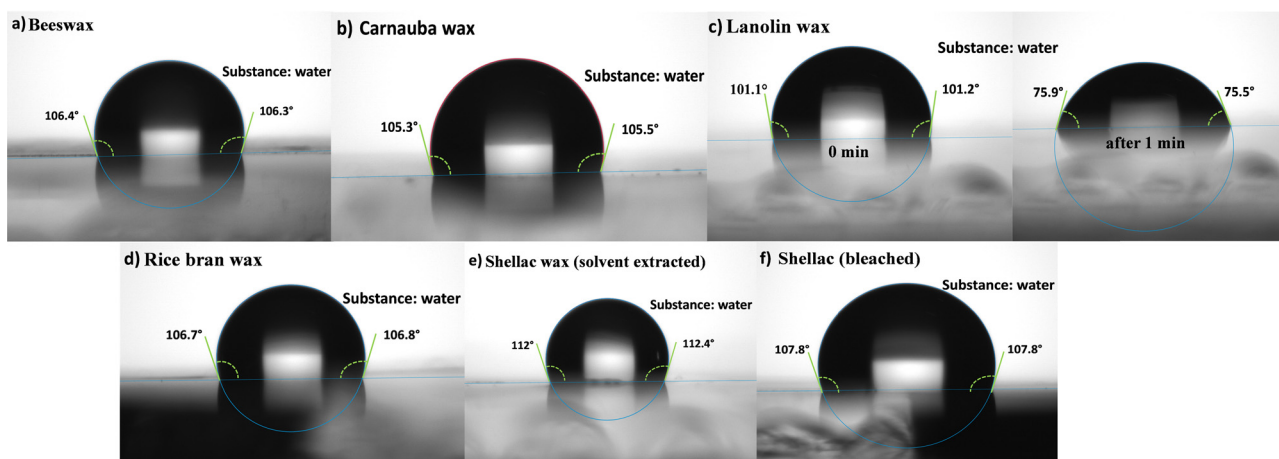 a) Beeswax
Substance: water
106.4°
106.3°
b) Carnauba wax
Substance: water
105.3°
105.5°
c) Lanolin wax
Substance: water
101.1°
101.2°
0 min
75.9°
75.5°
after 1 min
d) Rice bran wax
Substance: water
106.7°
106.8°
e) Shellac wax (solvent extracted)
Substance: water
112°
112.4°
f) Shellac (bleached)
Substance: water
107.8°
107.8°